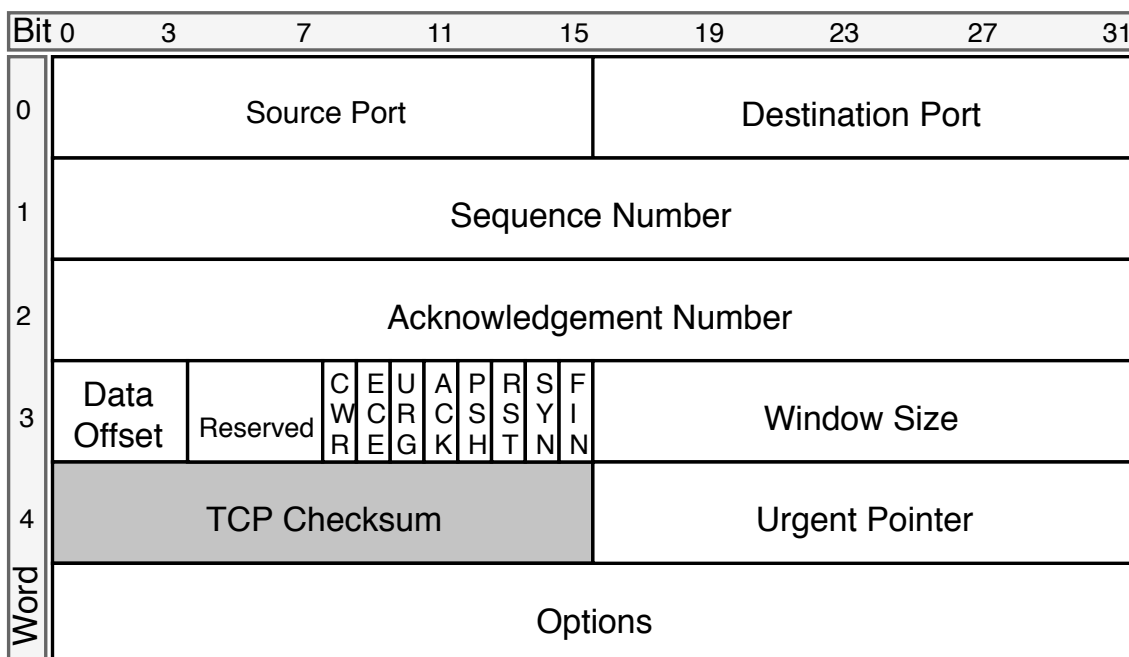 Bit 0 3 7 11 15 19 23 27 31
0 Source Port Destination Port
1 Sequence Number
2 Acknowledgement Number
3 Data Offset Reserved CWR ECE URG ACK PSH RST SYN FIN Window Size
4 TCP Checksum Urgent Pointer
Word Options